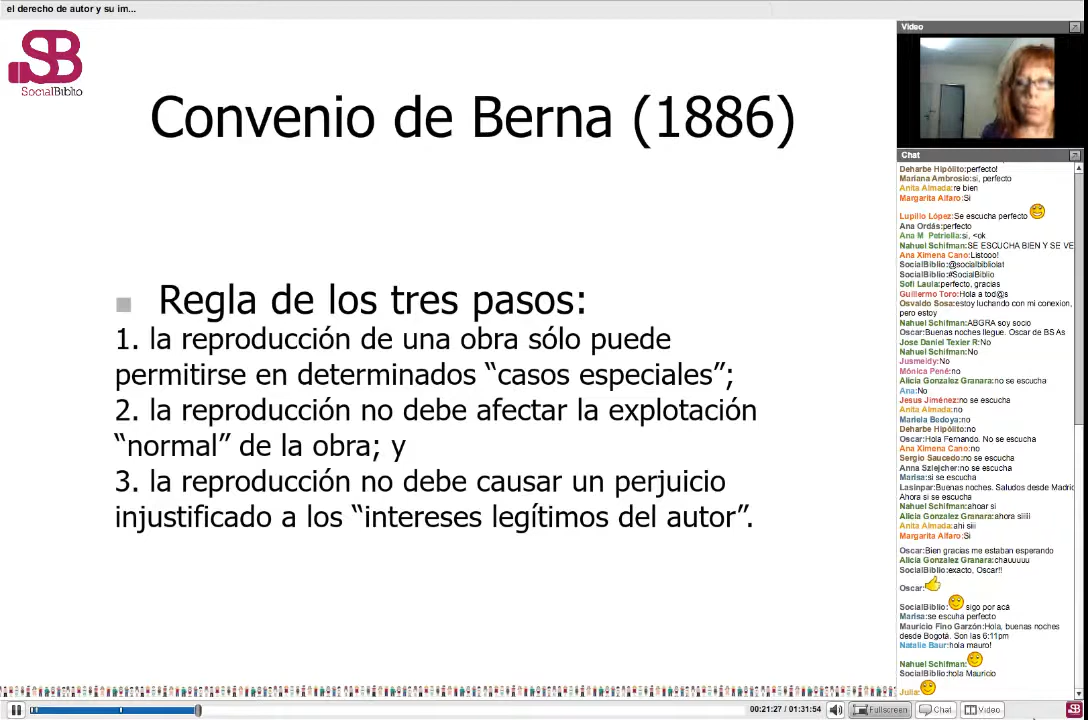 el derecho de autor y su im...
SB
SocialBiblio
Convenio de Berna (1886)
Regla de los tres pasos:
1. la reproducción de una obra sólo puede
permitirse en determinados “casos especiales”;
2. la reproducción no debe afectar la explotación
“normal” de la obra; y
3. la reproducción no debe causar un perjuicio
injustificado a los “intereses legítimos del autor”.
Video
Chat
Deharbe Hipólito:perfecto!
Mariana Ambrosio:si, perfecto
Anita Almada:re bien
Margarita Alfaro:Si
Lupillo López:Se escucha perfecto
Ana Ordás:perfecto
Ana M Petriella:si, <ok
Nahuel Schifman:SE ESCUCHA BIEN Y SE VE
Ana Ximena Cano:Listooo!
SocialBiblio:@socialbibliolat
SocialBiblio:#SocialBiblio
Sofi Laula:perfecto, gracias
Guillermo Toro:Hola a tod@s
Osvaldo Sosa:estoy luchando con mi conexion,
pero estoy
Nahuel Schifman:ABGRA soy socio
Oscar:Buenas noches llegue. Oscar de BS As
Jose Daniel Texier R:No
Nahuel Schifman:No
Jusmeidy:No
Mónica Pené:no
Alicia Gonzalez Granara:no se escucha
Ana:No
Jesus Jiménez:no se escucha
Anita Almada:no
Mariela Bedoya:no
Deharbe Hipólito:no
Oscar:Hola Fernando. No se escucha
Ana Ximena Cano:no
Sergio Saucedo:no se escucha
Anna Szlejcher:no se escucha
Marisa:si se escucha
Lasinpar:Buenas noches. Saludos desde Madric
Ahora si se escucha
Nahuel Schifman:ahoar si
Alicia Gonzalez Granara:ahora siiii
Anita Almada:ahi siii
Margarita Alfaro:Si
Oscar:Bien gracias me estaban esperando
Alicia Gonzalez Granara:chauuuuu
SocialBiblio:exacto, Oscar!!
Oscar:
SocialBiblio: sigo por acá
Marisa:se escuha perfecto
Mauricio Fino Garzón:Hola, buenas noches
desde Bogotá. Son las 6:11pm
Natalie Baur:hola mauro!
Nahuel Schifman:
SocialBiblio:hola Mauricio
Julia:
00:21:27 / 01:31:54
Fullscreen
Chat
Video
SB